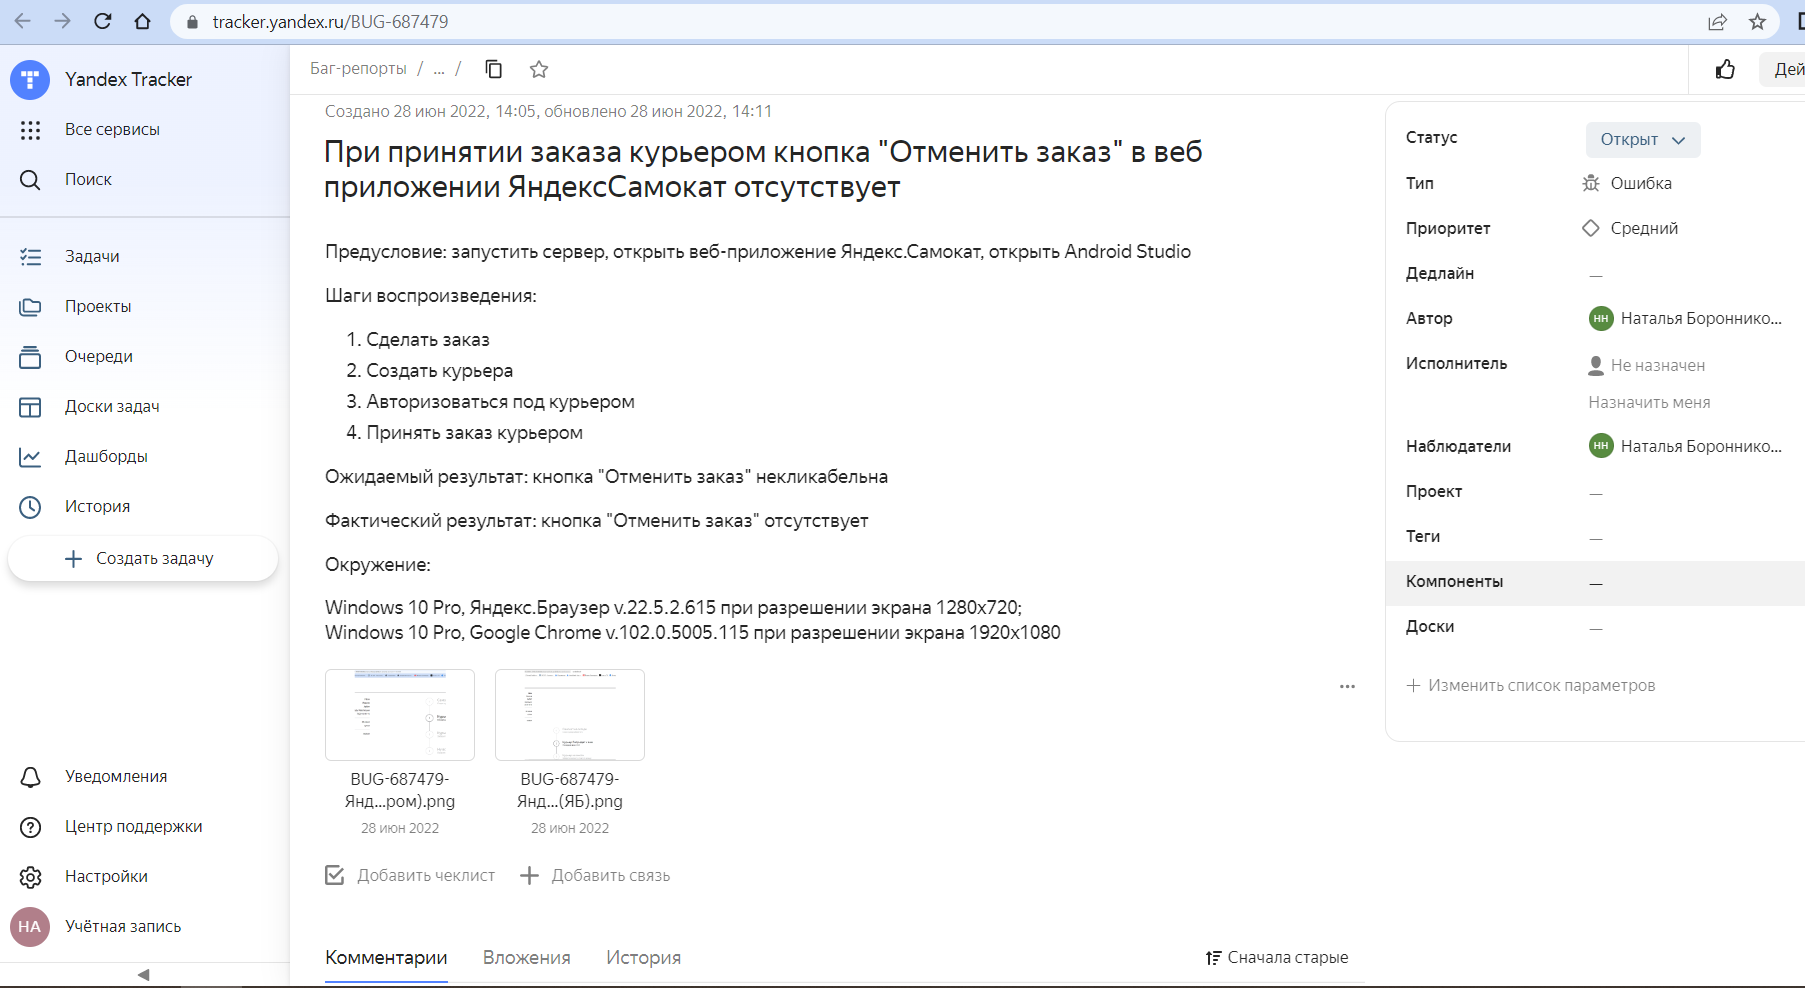 tracker.yandex.ru/BUG-687479
Yandex Tracker
Все сервисы
Поиск
Задачи
Проекты
Очереди
Доски задач
Дашборды
История
Создать задачу
Уведомления
Центр поддержки
Настройки
НА Учётная запись
Баг-репорты / ... /
Дей
Создано 28 июн 2022, 14:05, обновлено 28 июн 2022, 14:11
При принятии заказа курьером кнопка "Отменить заказ" в веб
приложении ЯндексСамокат отсутствует
Предусловие: запустить сервер, открыть веб-приложение Яндекс.Самокат, открыть Android Studio
Шаги воспроизведения:
1. Сделать заказ
2. Создать курьера
3. Авторизоваться под курьером
4. Принять заказ курьером
Ожидаемый результат: кнопка "Отменить заказ" некликабельна
Фактический результат: кнопка "Отменить заказ" отсутствует
Окружение:
Windows 10 Pro, Яндекс.Браузер v.22.5.2.615 при разрешении экрана 1280x720;
Windows 10 Pro, Google Chrome v.102.0.5005.115 при разрешении экрана 1920x1080
BUG-687479-
Янд...ром).png
28 июн 2022
BUG-687479-
Янд...(ЯБ).png
28 июн 2022
Добавить чеклист
Добавить связь
Комментарии
Вложения
История
Сначала старые
Статус Открыт
Тип Ошибка
Приоритет Средний
Дедлайн —
Автор НН Наталья Боронникo...
Исполнитель Не назначен
Назначить меня
Наблюдатели НН Наталья Боронникo...
Проект —
Теги —
Компоненты —
Доски —
Изменить список параметров